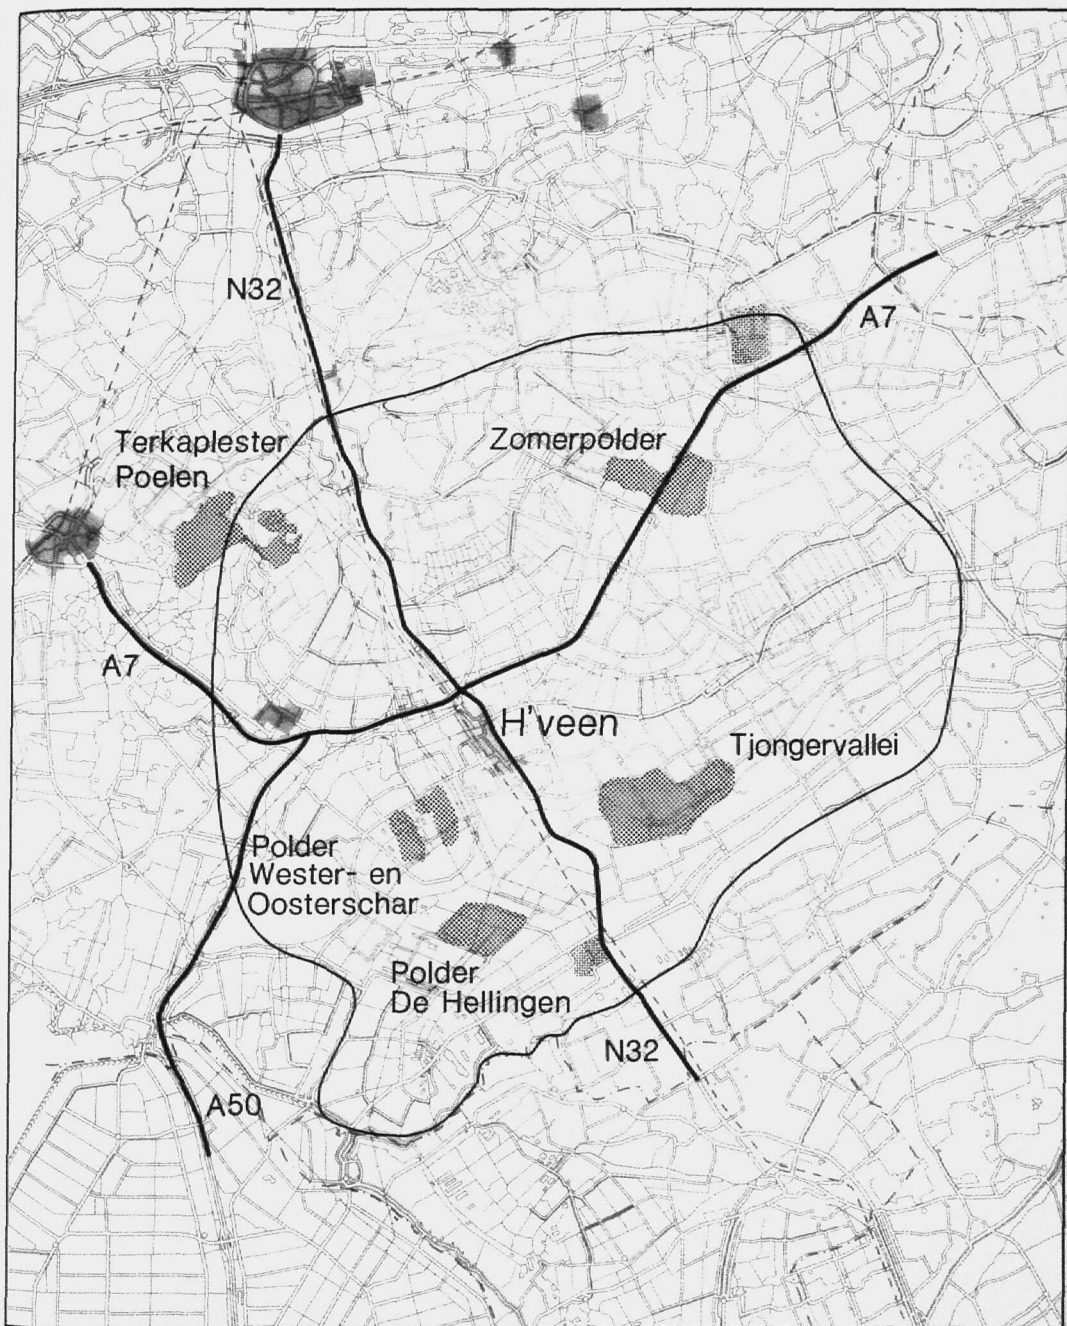 N32
A7
Terkaplester
Poelen
Zomerpolder
A7
H'veen
Tjongervallei
Polder
Wester- en
Oosterschar
Polder
De Hellingen
N32
A50